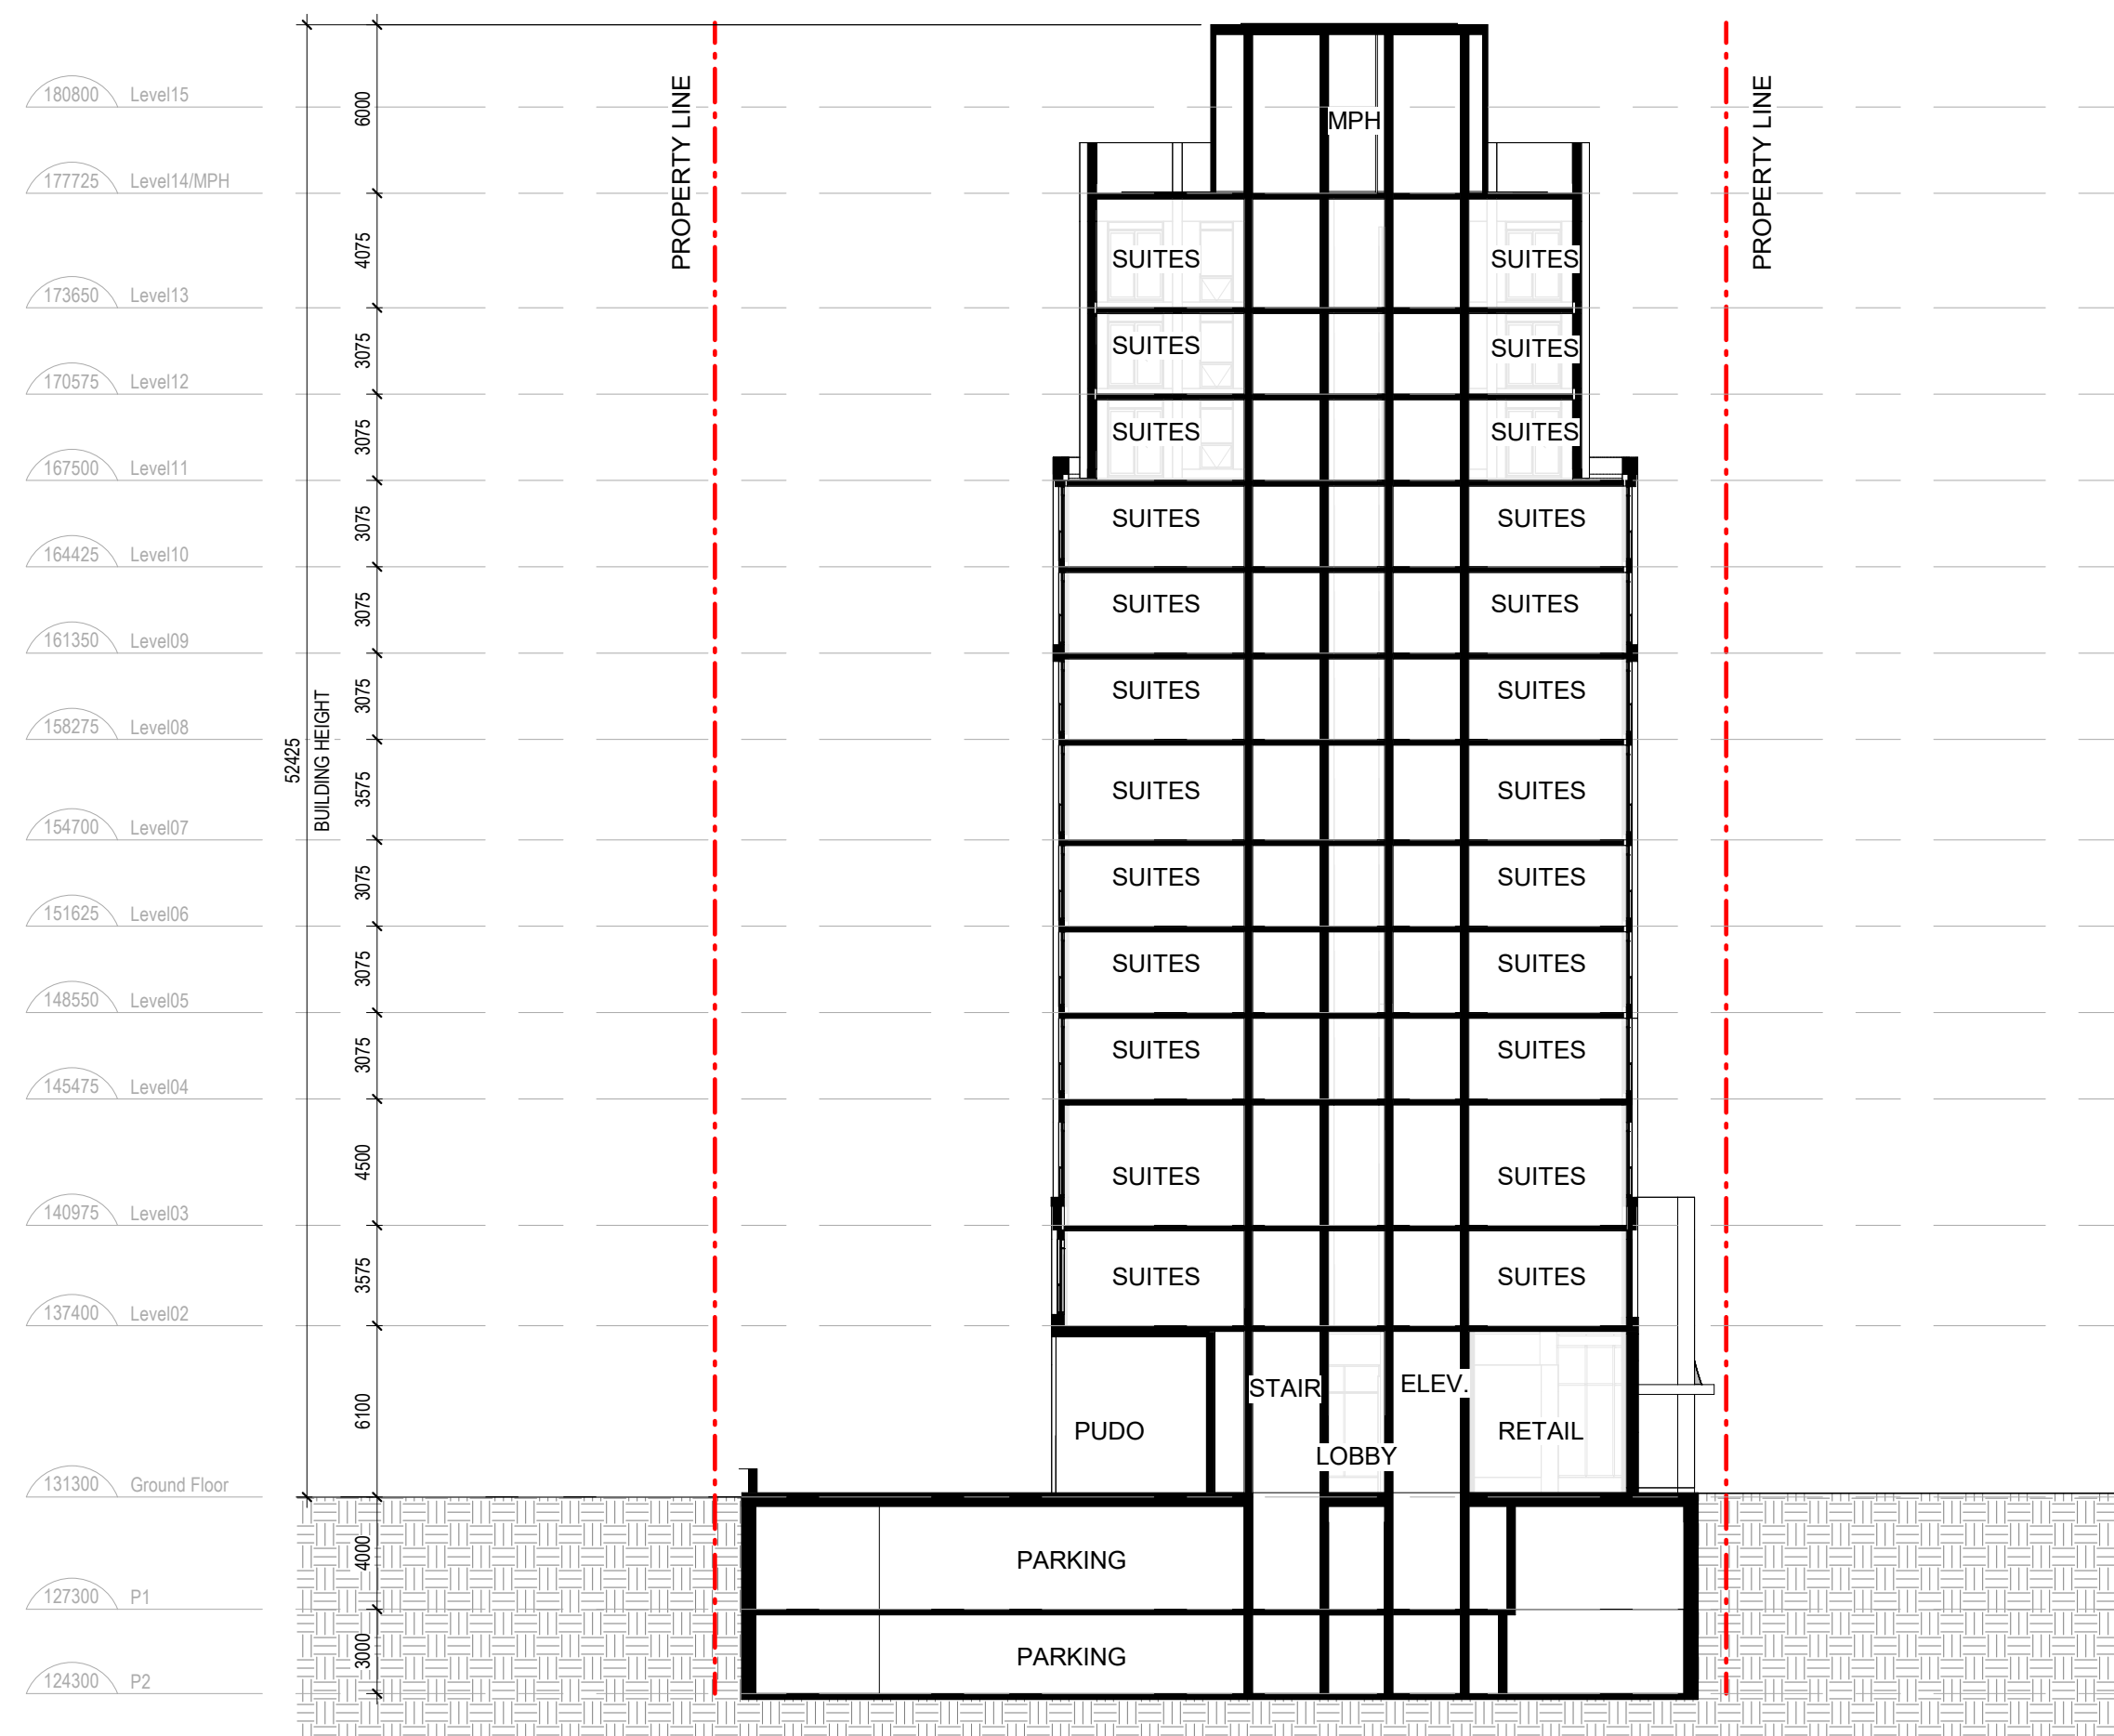 180800 Level15
177725 Level14/MPH
173650 Level13
170575 Level12
167500 Level11
164425 Level10
161350 Level09
158275 Level08
154700 Level07
151625 Level06
148550 Level05
145475 Level04
140975 Level03
137400 Level02
131300 Ground Floor
127300 P1
124300 P2
52425
BUILDING HEIGHT
6000
4075
3075
3075
3075
3075
3075
3575
3075
3075
3075
4500
3575
6100
4000
3000
PROPERTY LINE
PROPERTY LINE
MPH
SUITES SUITES
SUITES SUITES
SUITES SUITES
SUITES SUITES
SUITES SUITES
SUITES SUITES
SUITES SUITES
SUITES SUITES
SUITES SUITES
SUITES SUITES
SUITES SUITES
SUITES SUITES
STAIR ELEV.
PUDO RETAIL
LOBBY
PARKING
PARKING